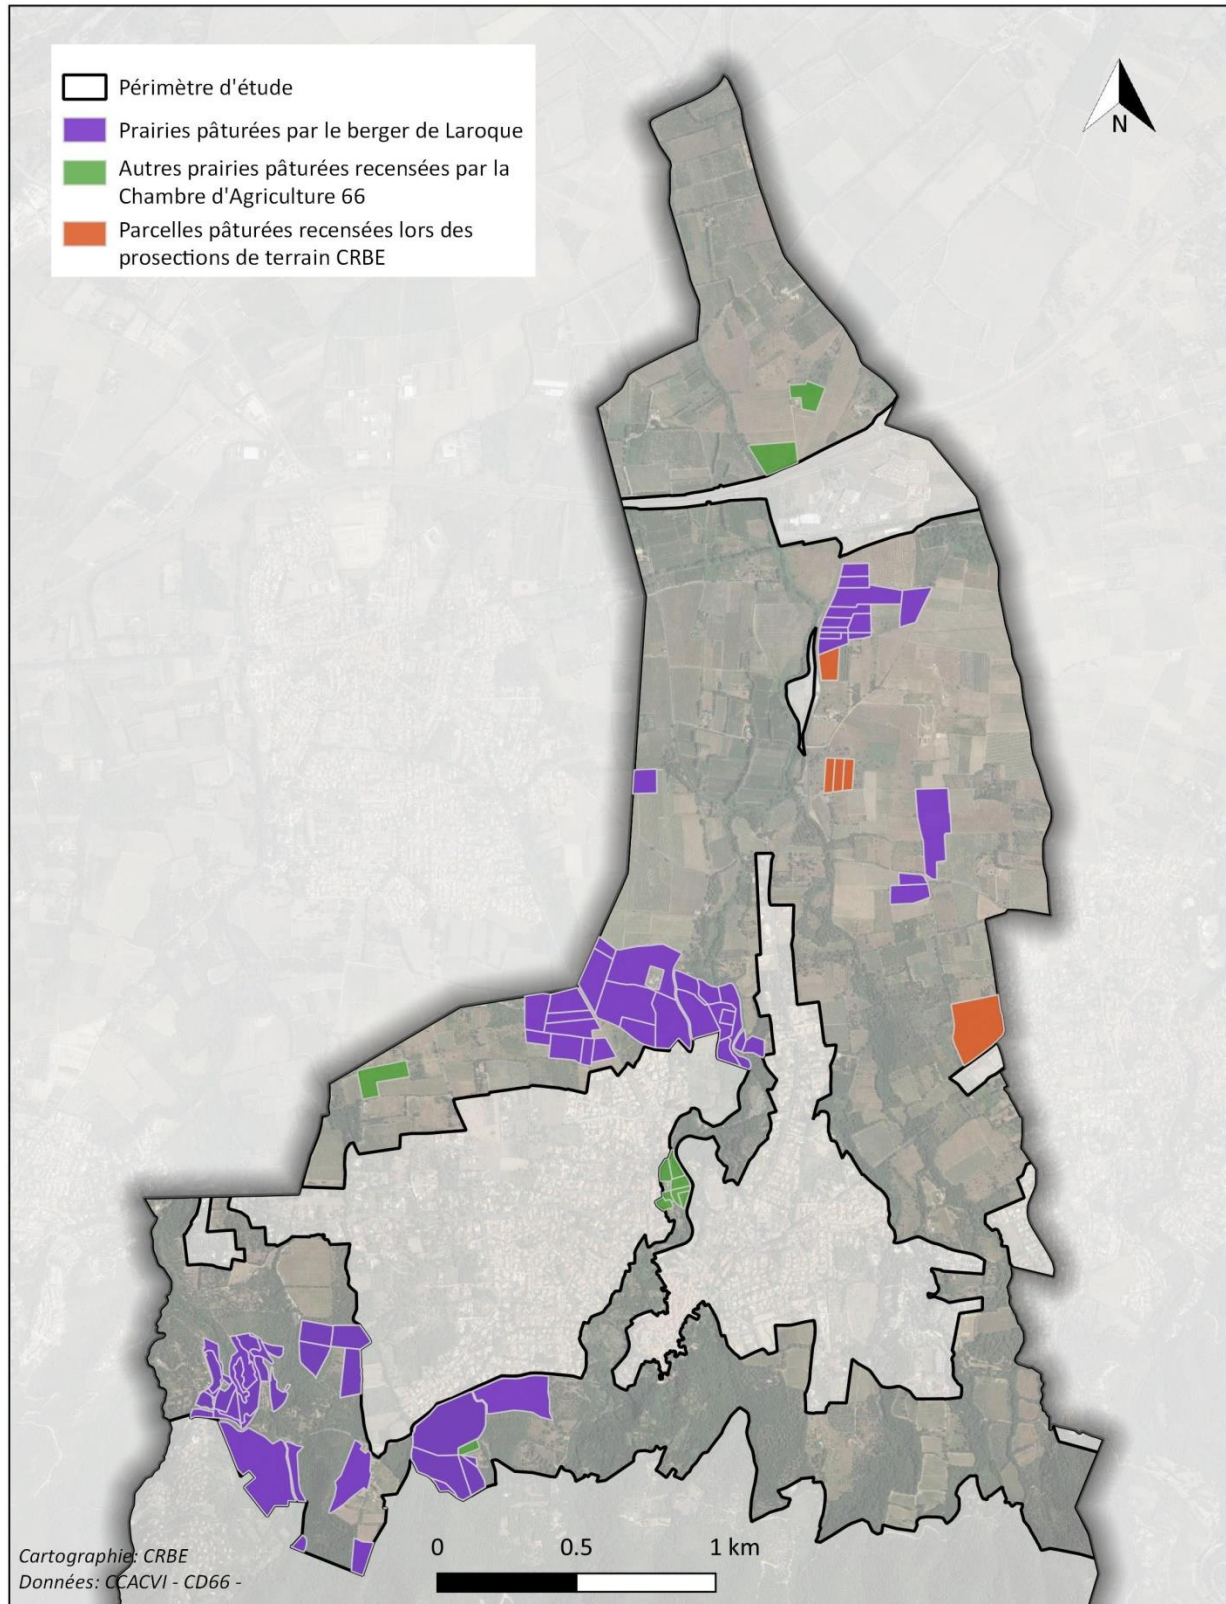 Périmètre d'étude
Prairies pâturées par le berger de Laroque
Autres prairies pâturées recensées par la
Chambre d'Agriculture 66
Parcelles pâturées recensées lors des
prosections de terrain CRBE
N
Cartographie: CRBE
Données: CCACVI - CD66 -
0 0.5 1 km